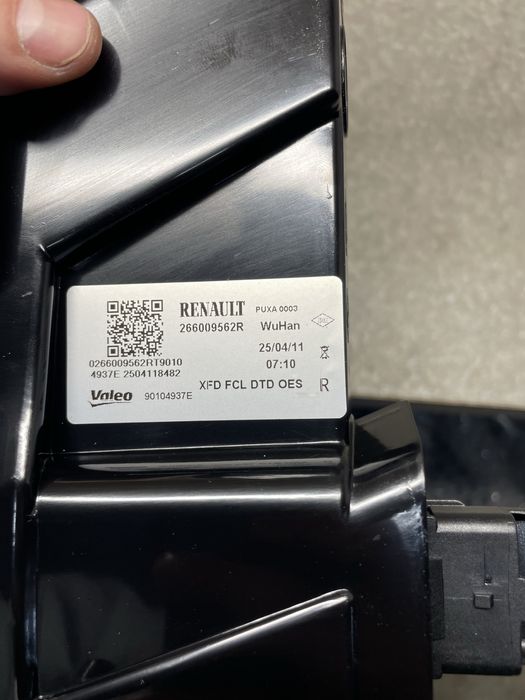 RENAULT PUXA 0003
266009562R WuHan
25/04/11
07:10
0266009562RT9010
4937E 2504118482
XFD FCL DTD OES R
Valeo 90104937E